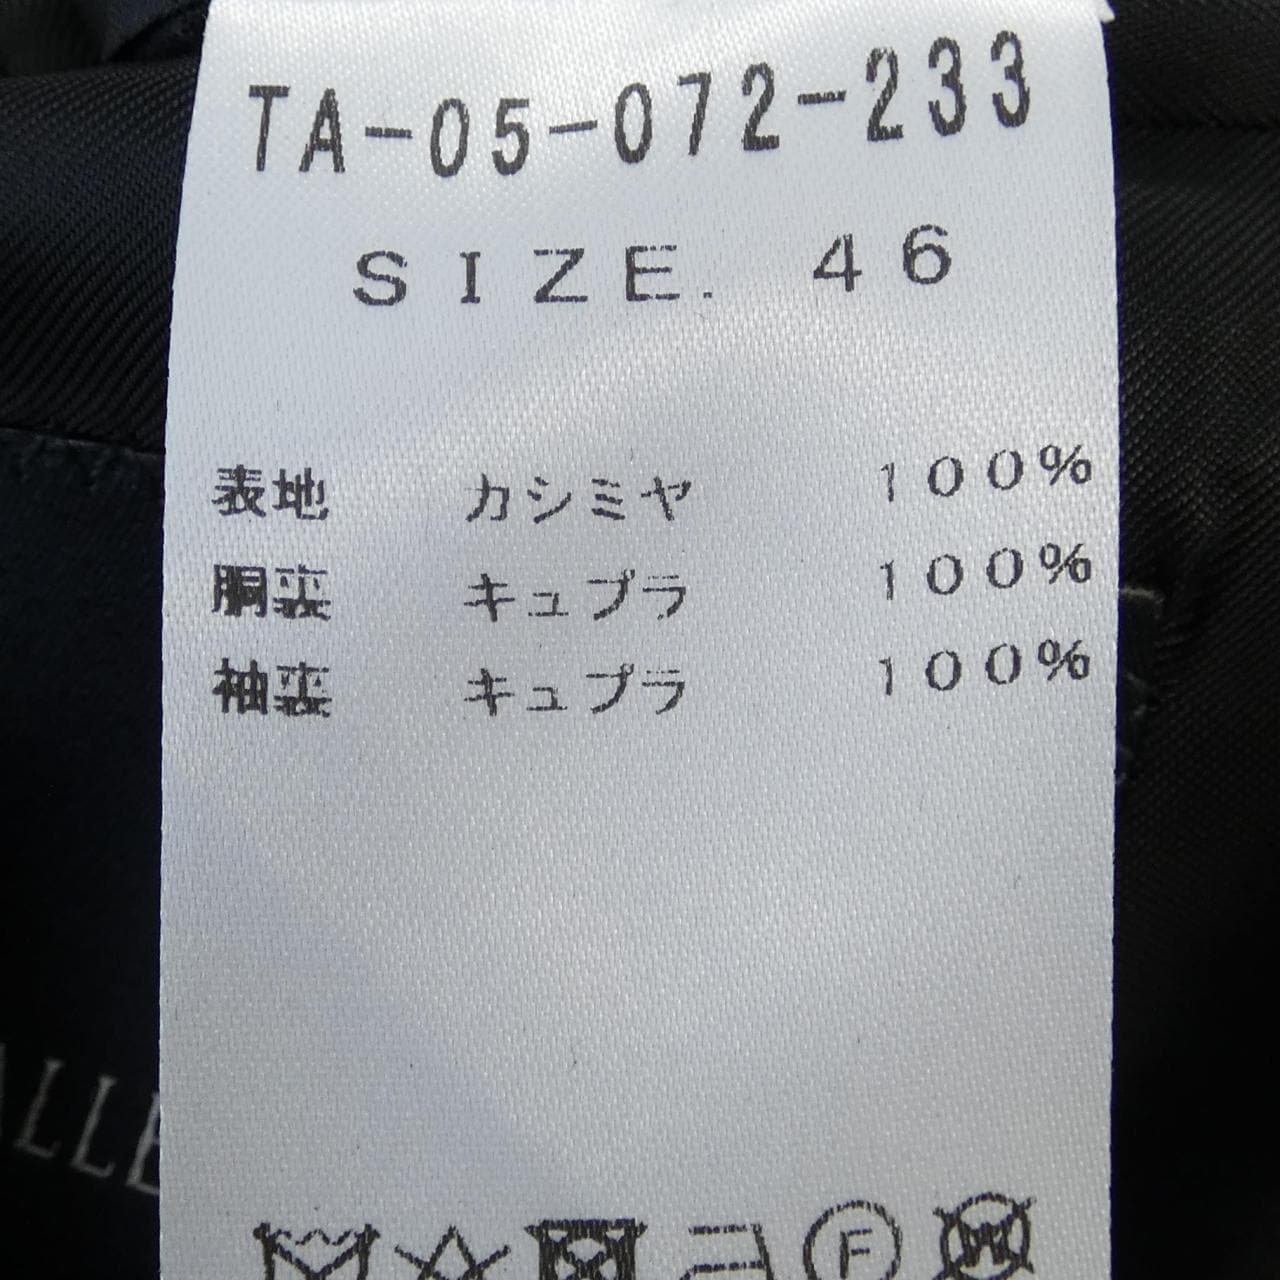 TA-05-072-233
SIZE. 46
表地 カシミヤ 100%
胴裏 キュプラ 100%
袖裏 キュプラ 100%
ALLE
F
W